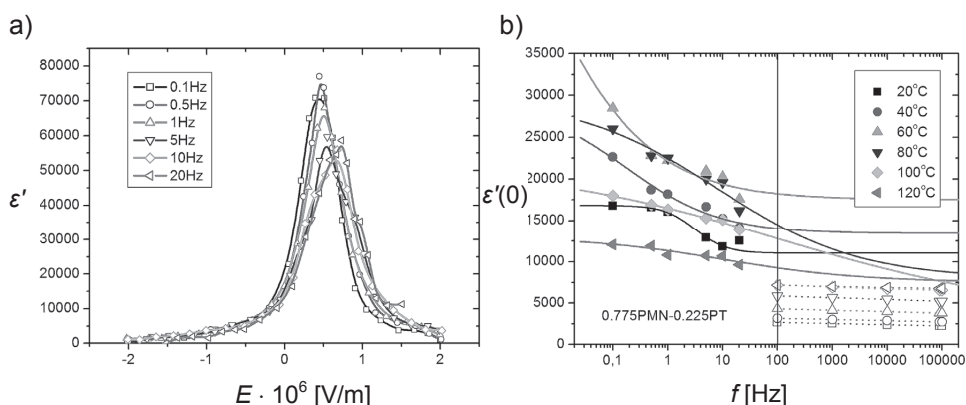 a)
80000
70000
60000
50000
40000
30000
20000
10000
0
ε'
0.1Hz
0.5Hz
1Hz
5Hz
10Hz
20Hz
-2
-1
0
1
2
E · 10⁶ [V/m]
b)
35000
30000
25000
20000
15000
10000
5000
0
ε'(0)
20°C
40°C
60°C
80°C
100°C
120°C
0.775PMN-0.225PT
0,1
1
10
100
1000
10000
100000
f [Hz]